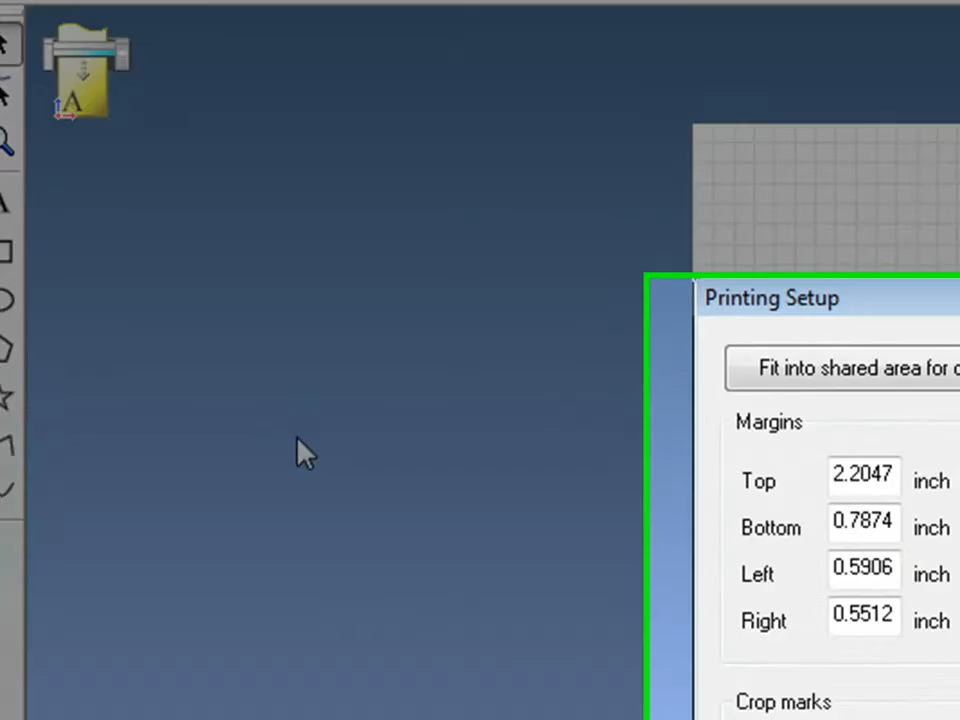 A
A
Printing Setup
Fit into shared area for
Margins
Top 2.2047 inch
Bottom 0.7874 inch
Left 0.5906 inch
Right 0.5512 inch
Crop marks